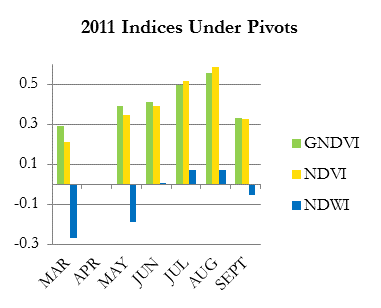 2011 Indices Under Pivots
0.5
0.3
0.1
-0.1
-0.3
MAR
APR
MAY
JUN
JUL
AUG
SEPT
GNDVI
NDVI
NDWI